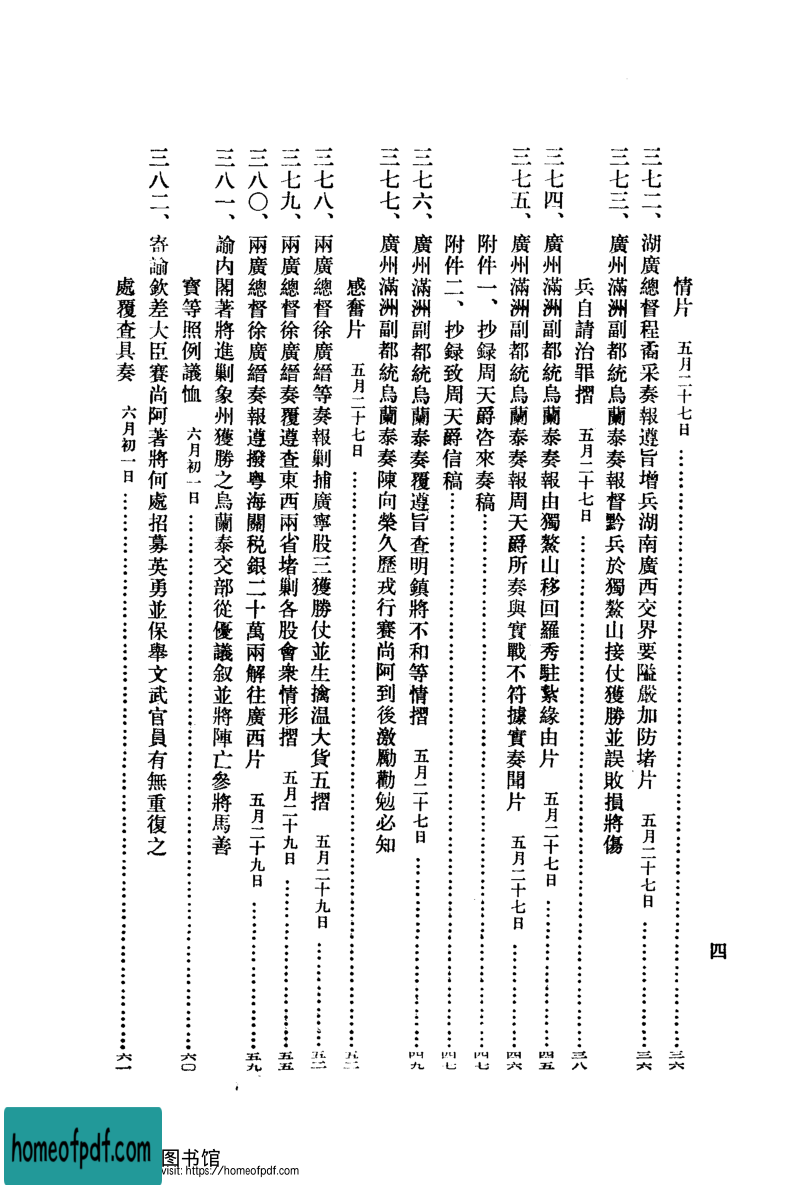 四
情片 五月二十七日……三六
三七二、湖廣總督程矞采奏報遵旨增兵湖南廣西交界要隘嚴加防堵片 五月二十七日……三六
三七三、廣州滿洲副都統烏蘭泰奏報督黔兵於獨鰲山接仗獲勝並誤敗損將傷
兵自請治罪摺 五月二十七日……三八
三七四、廣州滿洲副都統烏蘭泰奏報由獨鰲山移回羅秀駐紮緣由片 五月二十七日……四五
三七五、廣州滿洲副都統烏蘭泰奏報周天爵所奏與實戰不符據實奏聞片 五月二十七日……四六
附件一、抄録周天爵咨來奏稿……四七
附件二、抄録致周天爵信稿……四七
三七六、廣州滿洲副都統烏蘭泰奏覆遵旨查明鎮將不和等情摺 五月二十七日……四九
三七七、廣州滿洲副都統烏蘭泰奏陳向榮久歷戎行賽尚阿到後激勵勸勉必知
感奮片 五月二十七日……五二
三七八、兩廣總督徐廣縉等奏報剿捕廣寧股三獲勝仗並生擒温大貨五摺 五月二十九日……五二
三七九、兩廣總督徐廣縉奏覆遵查東西兩省堵剿各股會衆情形摺 五月二十九日……五五
三八〇、兩廣總督徐廣縉奏報遵撥粤海關税銀二十萬兩解往廣西片 五月二十九日……五九
三八一、諭内閣著將進剿象州獲勝之烏蘭泰交部從優議叙並將陣亡參將馬善
寶等照例議恤 六月初一日……六〇
三八二、寄諭欽差大臣賽尚阿著將何處招募英勇並保舉文武官員有無重復之
處覆查具奏 六月初一日……六一
homeofpdf.com
图书馆
visit: https://homeofpdf.com